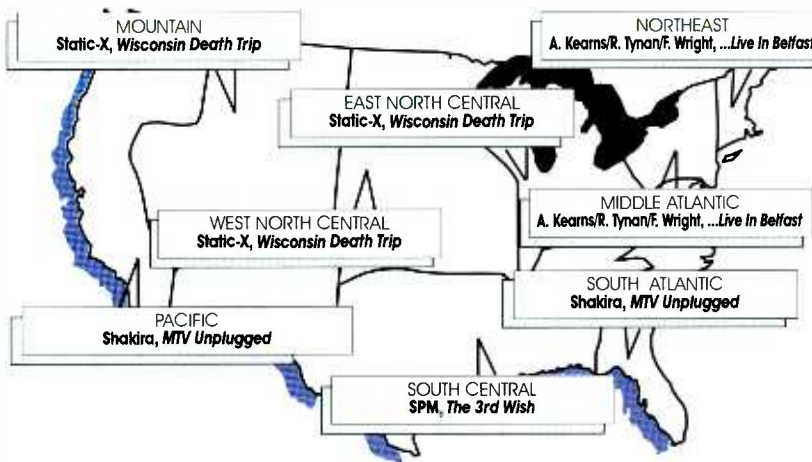 MOUNTAIN
Static-X, Wisconsin Death Trip
NORTHEAST
A. Kearns/R. Tynan/F. Wright, ...Live In Belfast
EAST NORTH CENTRAL
Static-X, Wisconsin Death Trip
MIDDLE ATLANTIC
A. Kearns/R. Tynan/F. Wright, ...Live In Belfast
WEST NORTH CENTRAL
Static-X, Wisconsin Death Trip
SOUTH ATLANTIC
Shakira, MTV Unplugged
PACIFIC
Shakira, MTV Unplugged
SOUTH CENTRAL
SPM, The 3rd Wish